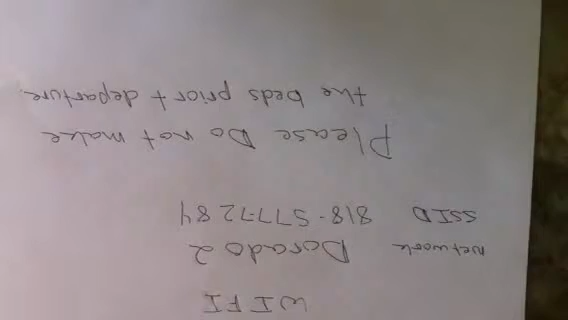 WIFI
Network Dorado 2
SSID 818-5777284
Please Do not make
the beds prior t departure.